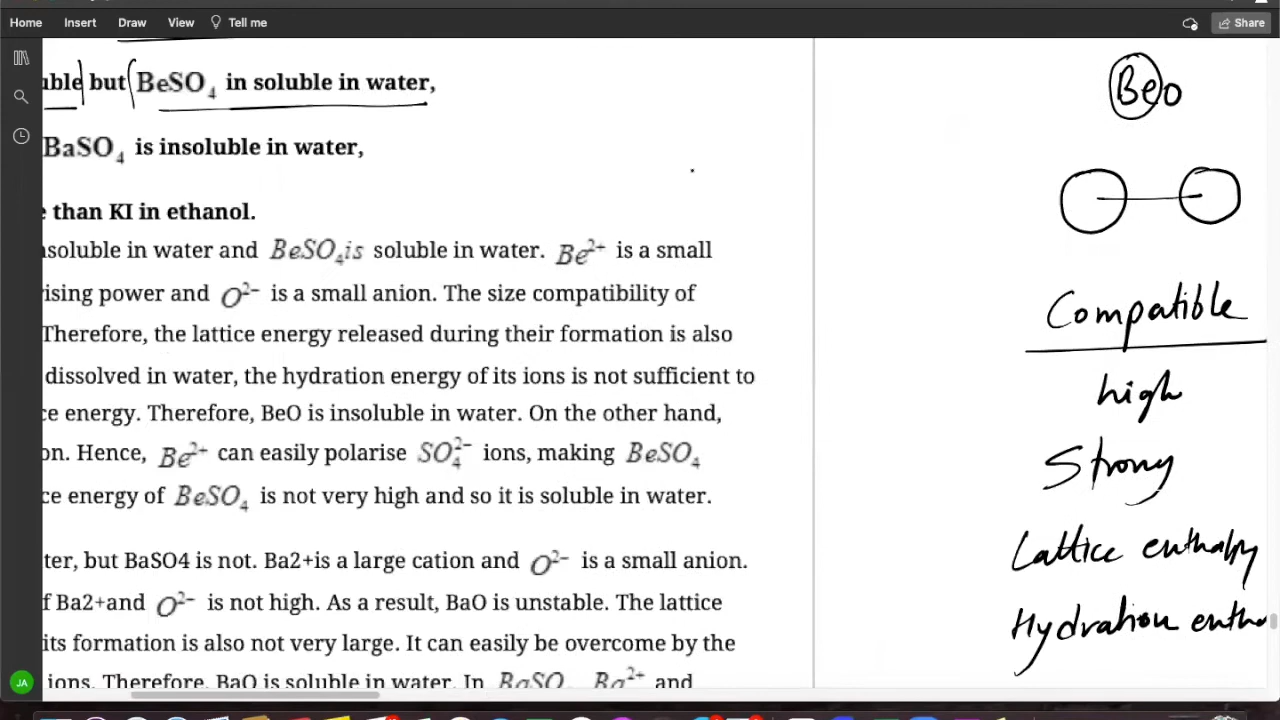 Home Insert Draw View Tell me Share
but BeSO₄ in soluble in water,
BaSO₄ is insoluble in water,
than KI in ethanol.
soluble in water and BeSO₄is soluble in water. Be²⁺ is a small
ising power and O²⁻ is a small anion. The size compatibility of
Therefore, the lattice energy released during their formation is also
dissolved in water, the hydration energy of its ions is not sufficient to
ce energy. Therefore, BeO is insoluble in water. On the other hand,
on. Hence, Be²⁺ can easily polarise SO₄²⁻ ions, making BeSO₄
ce energy of BeSO₄ is not very high and so it is soluble in water.
ter, but BaSO4 is not. Ba2+is a large cation and O²⁻ is a small anion.
f Ba2+and O²⁻ is not high. As a result, BaO is unstable. The lattice
its formation is also not very large. It can easily be overcome by the
ions. Therefore, BaO is soluble in water. In BaSO₄ Ba²⁺ and
BeO
Compatible
high
Strong
Lattice enthalpy
Hydration entha
JA